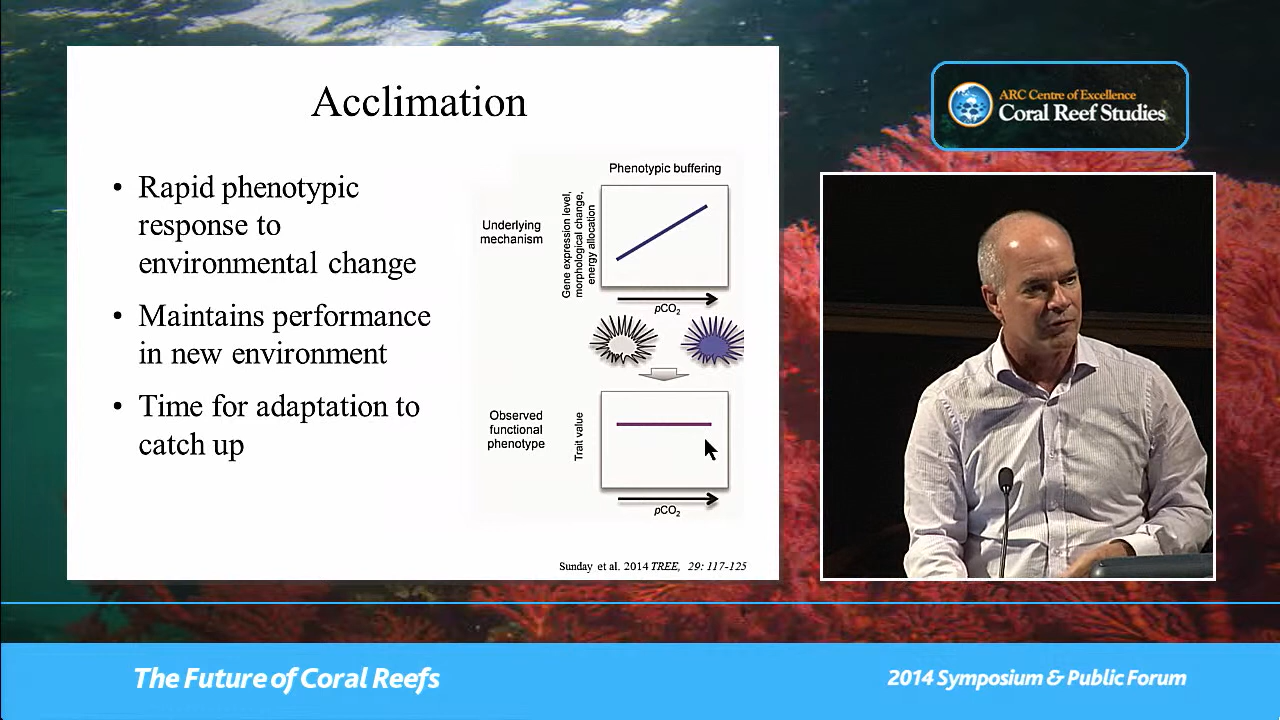 Acclimation
• Rapid phenotypic
response to
environmental change
• Maintains performance
in new environment
• Time for adaptation to
catch up
Phenotypic buffering
Underlying
mechanism
Gene expression level,
morphological change,
energy allocation
pCO2
Observed
functional
phenotype
Trait value
pCO2
Sunday et al. 2014 TREE, 29: 117-125
ARC Centre of Excellence
Coral Reef Studies
The Future of Coral Reefs
2014 Symposium & Public Forum